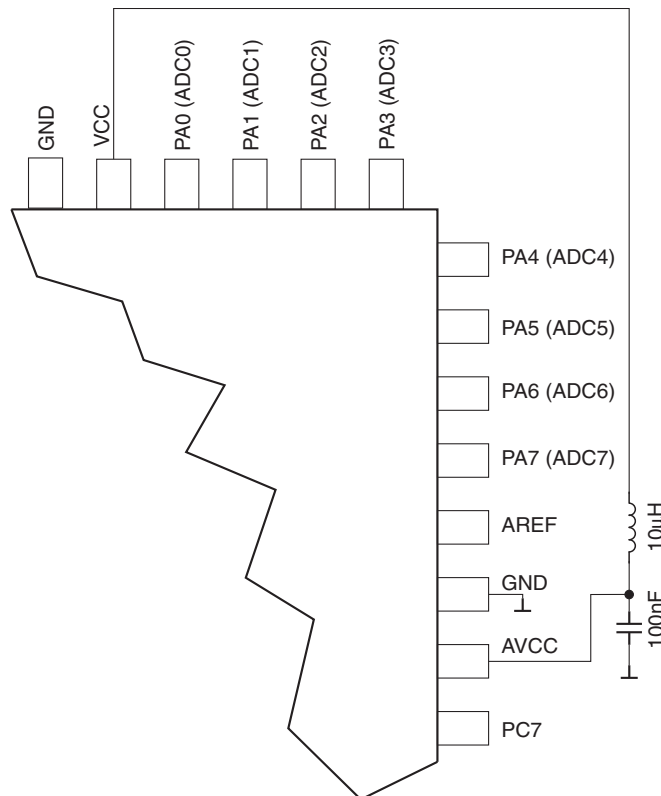 GND
VCC
PA0 (ADC0)
PA1 (ADC1)
PA2 (ADC2)
PA3 (ADC3)
PA4 (ADC4)
PA5 (ADC5)
PA6 (ADC6)
PA7 (ADC7)
AREF
10µH
GND
AVCC
100nF
PC7